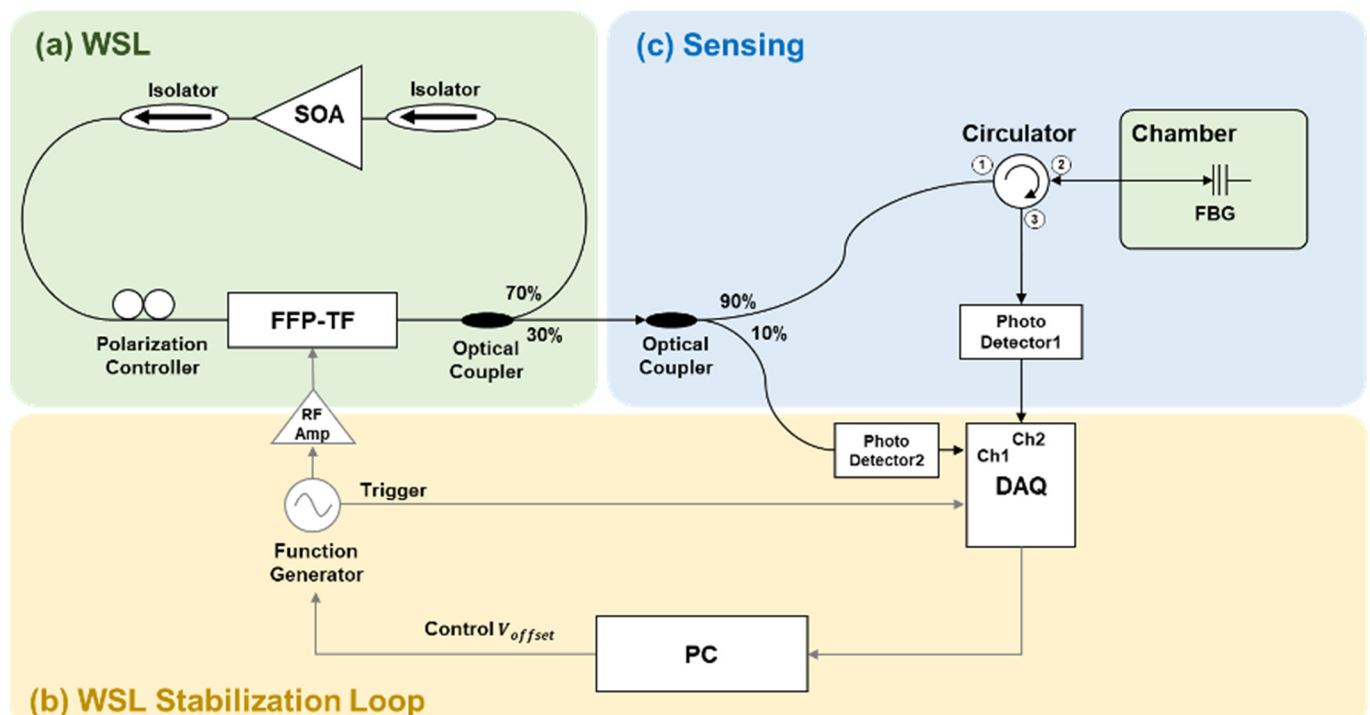 (a) WSL
(c) Sensing
Isolator
SOA
Isolator
Circulator
1
2
3
Chamber
FBG
70%
30%
90%
10%
FFP-TF
Polarization
Controller
Optical
Coupler
Optical
Coupler
Photo
Detector1
RF
Amp
Photo
Detector2
Ch2
Ch1
DAQ
Trigger
Function
Generator
Control V_offset
PC
(b) WSL Stabilization Loop